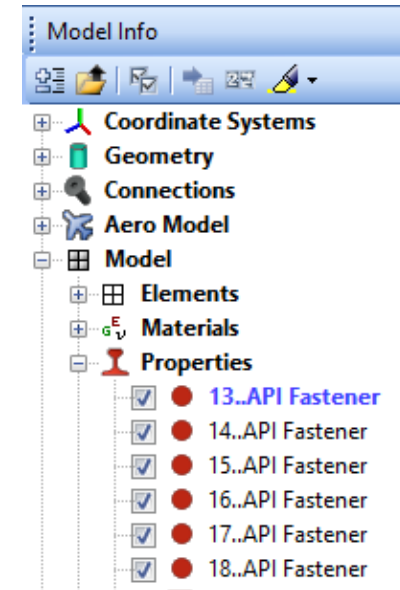 Model Info
Coordinate Systems
Geometry
Connections
Aero Model
Model
Elements
Materials
Properties
13..API Fastener
14..API Fastener
15..API Fastener
16..API Fastener
17..API Fastener
18..API Fastener